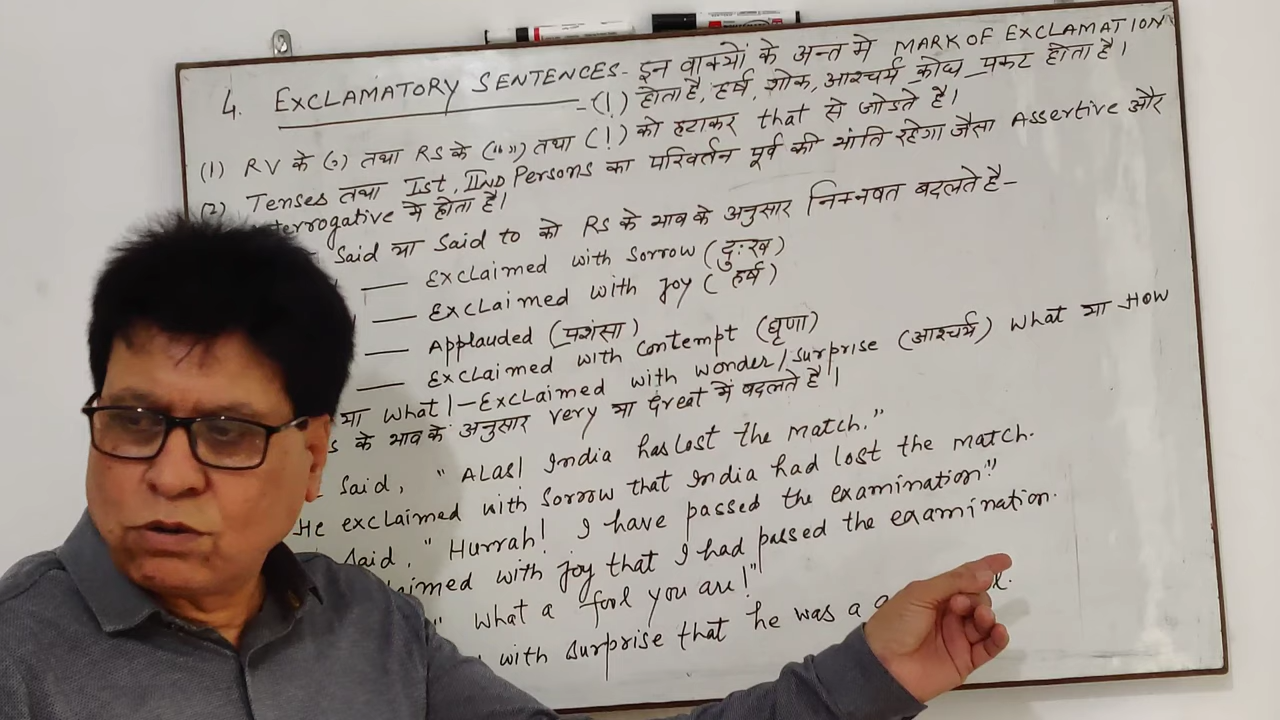 4. EXCLAMATORY SENTENCES - इन वाक्यों के अन्त मे MARK OF EXCLAMATION
- (!) होता है, हर्ष, शोक, आश्चर्य क्रोध प्रकट होता है।
(1) RV के (,) तथा RS के (" ") तथा (!) को हटाकर that से जोडते है।
(2) Tenses तथा Ist, IIND Persons का परिवर्तन पूर्व की भांति रहेगा जैसा Assertive और
terrogative मे होता है।
Said या Said to को RS के भाव के अनुसार निम्नवत बदलते है -
Exclaimed with Sorrow (दुःख)
Exclaimed with Joy (हर्ष)
Applauded (प्रशंसा)
Exclaimed with contempt (घृणा)
या What! - Exclaimed with wonder/surprise (आश्चर्य) What या HOW
के भाव के अनुसार very या Great में बदलते है।
Said, " ALas! India has Lost the match."
He exclaimed with Sorrow that India had lost the match.
Said, " Hurrah! I have passed the examination."
aimed with Joy that I had passed the examination.
" What a fool you are!"
with surprise that he was a